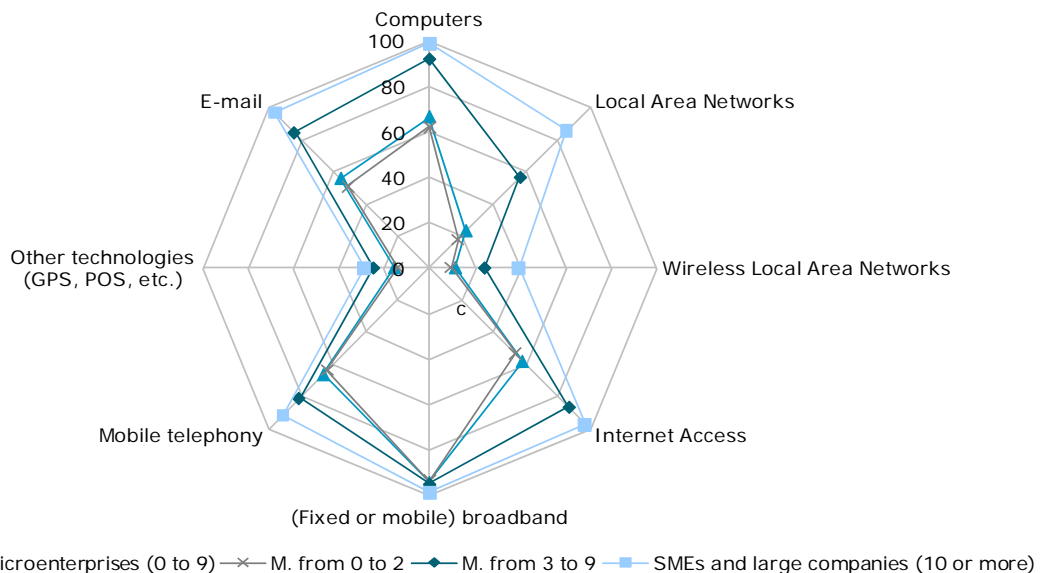 Computers
100
80
60
40
20
0
c
E-mail
Local Area Networks
Other technologies
(GPS, POS, etc.)
Wireless Local Area Networks
Mobile telephony
Internet Access
(Fixed or mobile) broadband
icroenterprises (0 to 9) M. from 0 to 2 M. from 3 to 9 SMEs and large companies (10 or more)